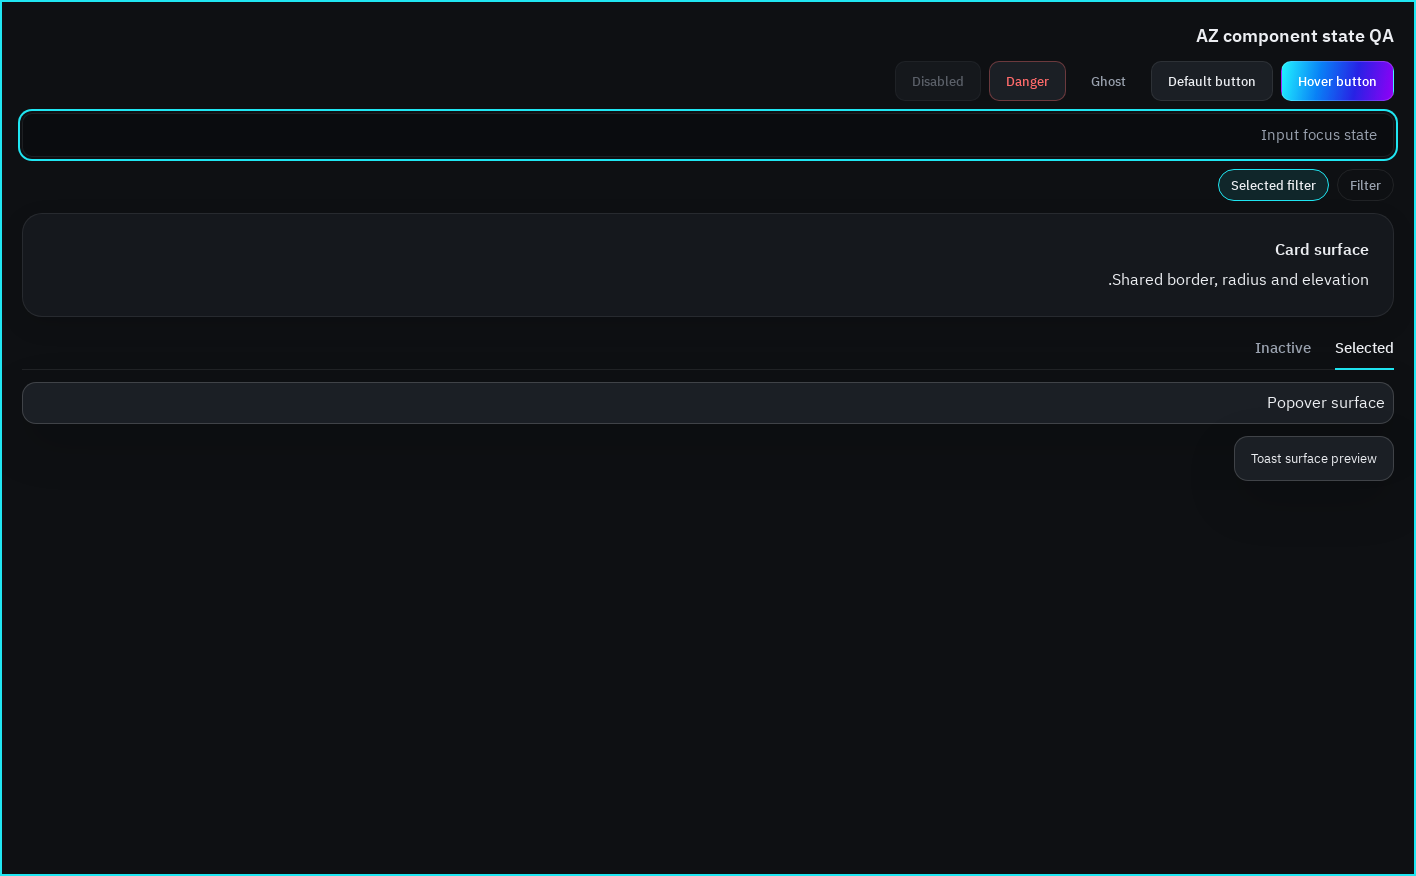 AZ component state QA
Hover button
Default button
Ghost
Danger
Disabled
Input focus state
Filter
Selected filter
Card surface
.Shared border, radius and elevation
Selected
Inactive
Popover surface
Toast surface preview